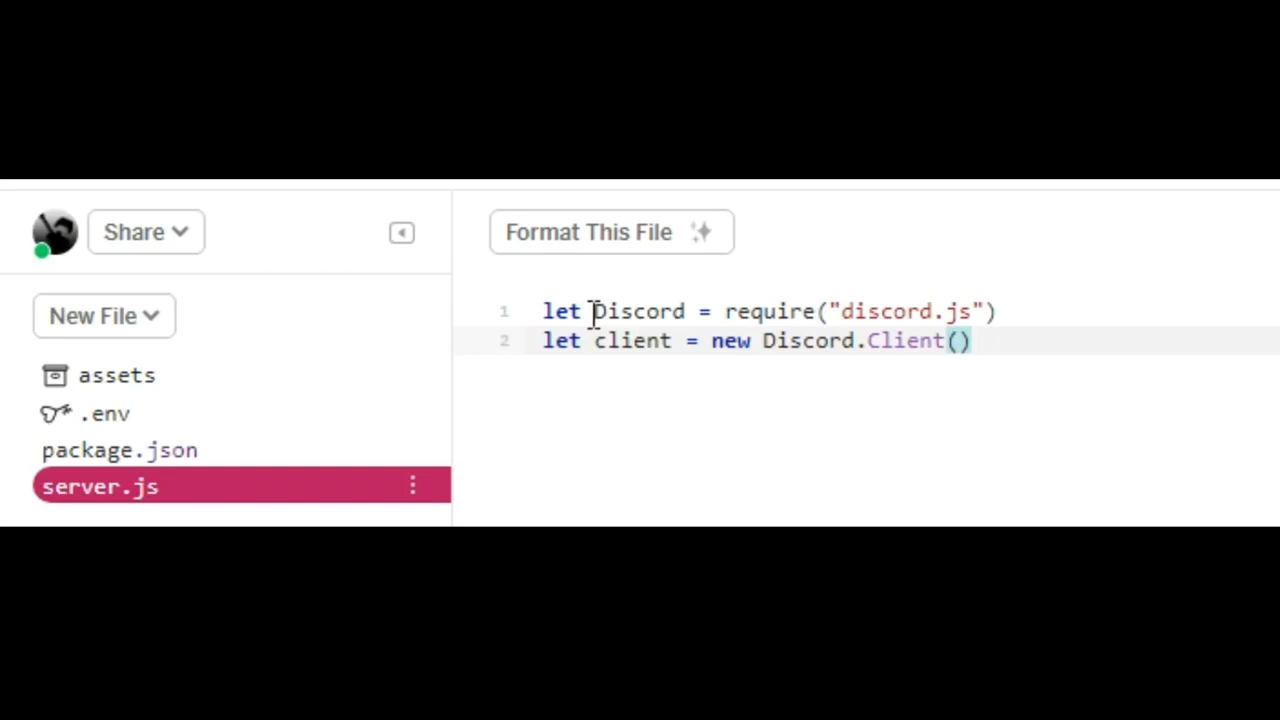 Share
Format This File
New File
1 let Discord = require("discord.js")
2 let client = new Discord.Client()
assets
.env
package.json
server.js